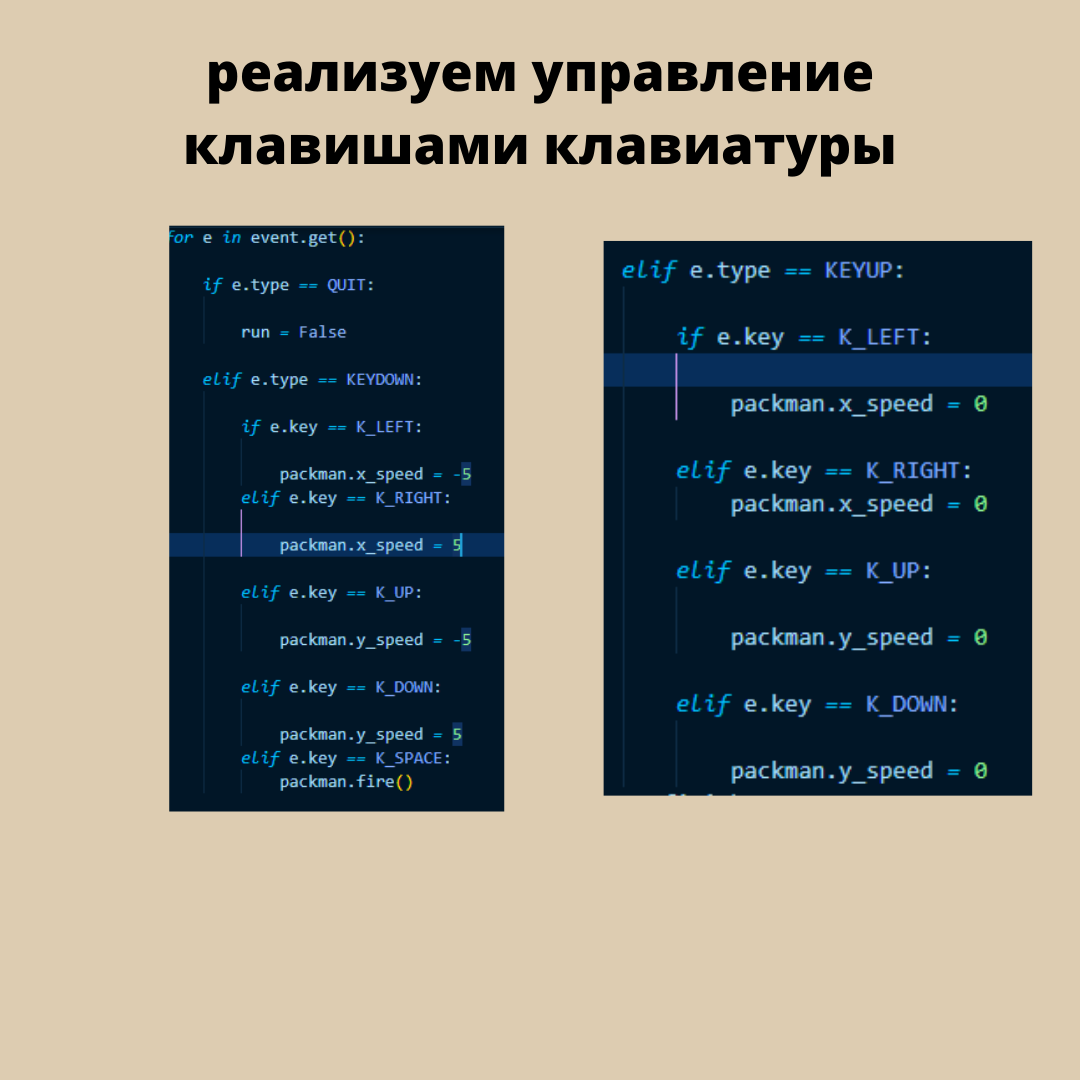 реализуем управление
клавишами клавиатуры
for e in event.get():
if e.type == QUIT:
run = False
elif e.type == KEYDOWN:
if e.key == K_LEFT:
packman.x_speed = -5
elif e.key == K_RIGHT:
packman.x_speed = 5
elif e.key == K_UP:
packman.y_speed = -5
elif e.key == K_DOWN:
packman.y_speed = 5
elif e.key == K_SPACE:
packman.fire()
elif e.type == KEYUP:
if e.key == K_LEFT:
packman.x_speed = 0
elif e.key == K_RIGHT:
packman.x_speed = 0
elif e.key == K_UP:
packman.y_speed = 0
elif e.key == K_DOWN:
packman.y_speed = 0